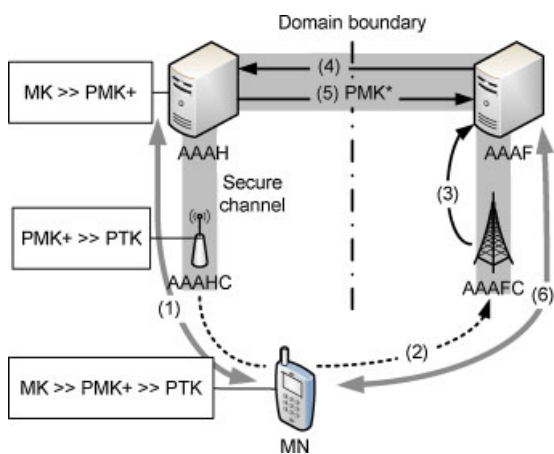 Domain boundary
(4)
(5) PMK*
MK >> PMK+
AAAH
AAAF
Secure
channel
(3)
PMK+ >> PTK
AAAHC
AAAFC
(1)
(6)
(2)
MK >> PMK+ >> PTK
MN